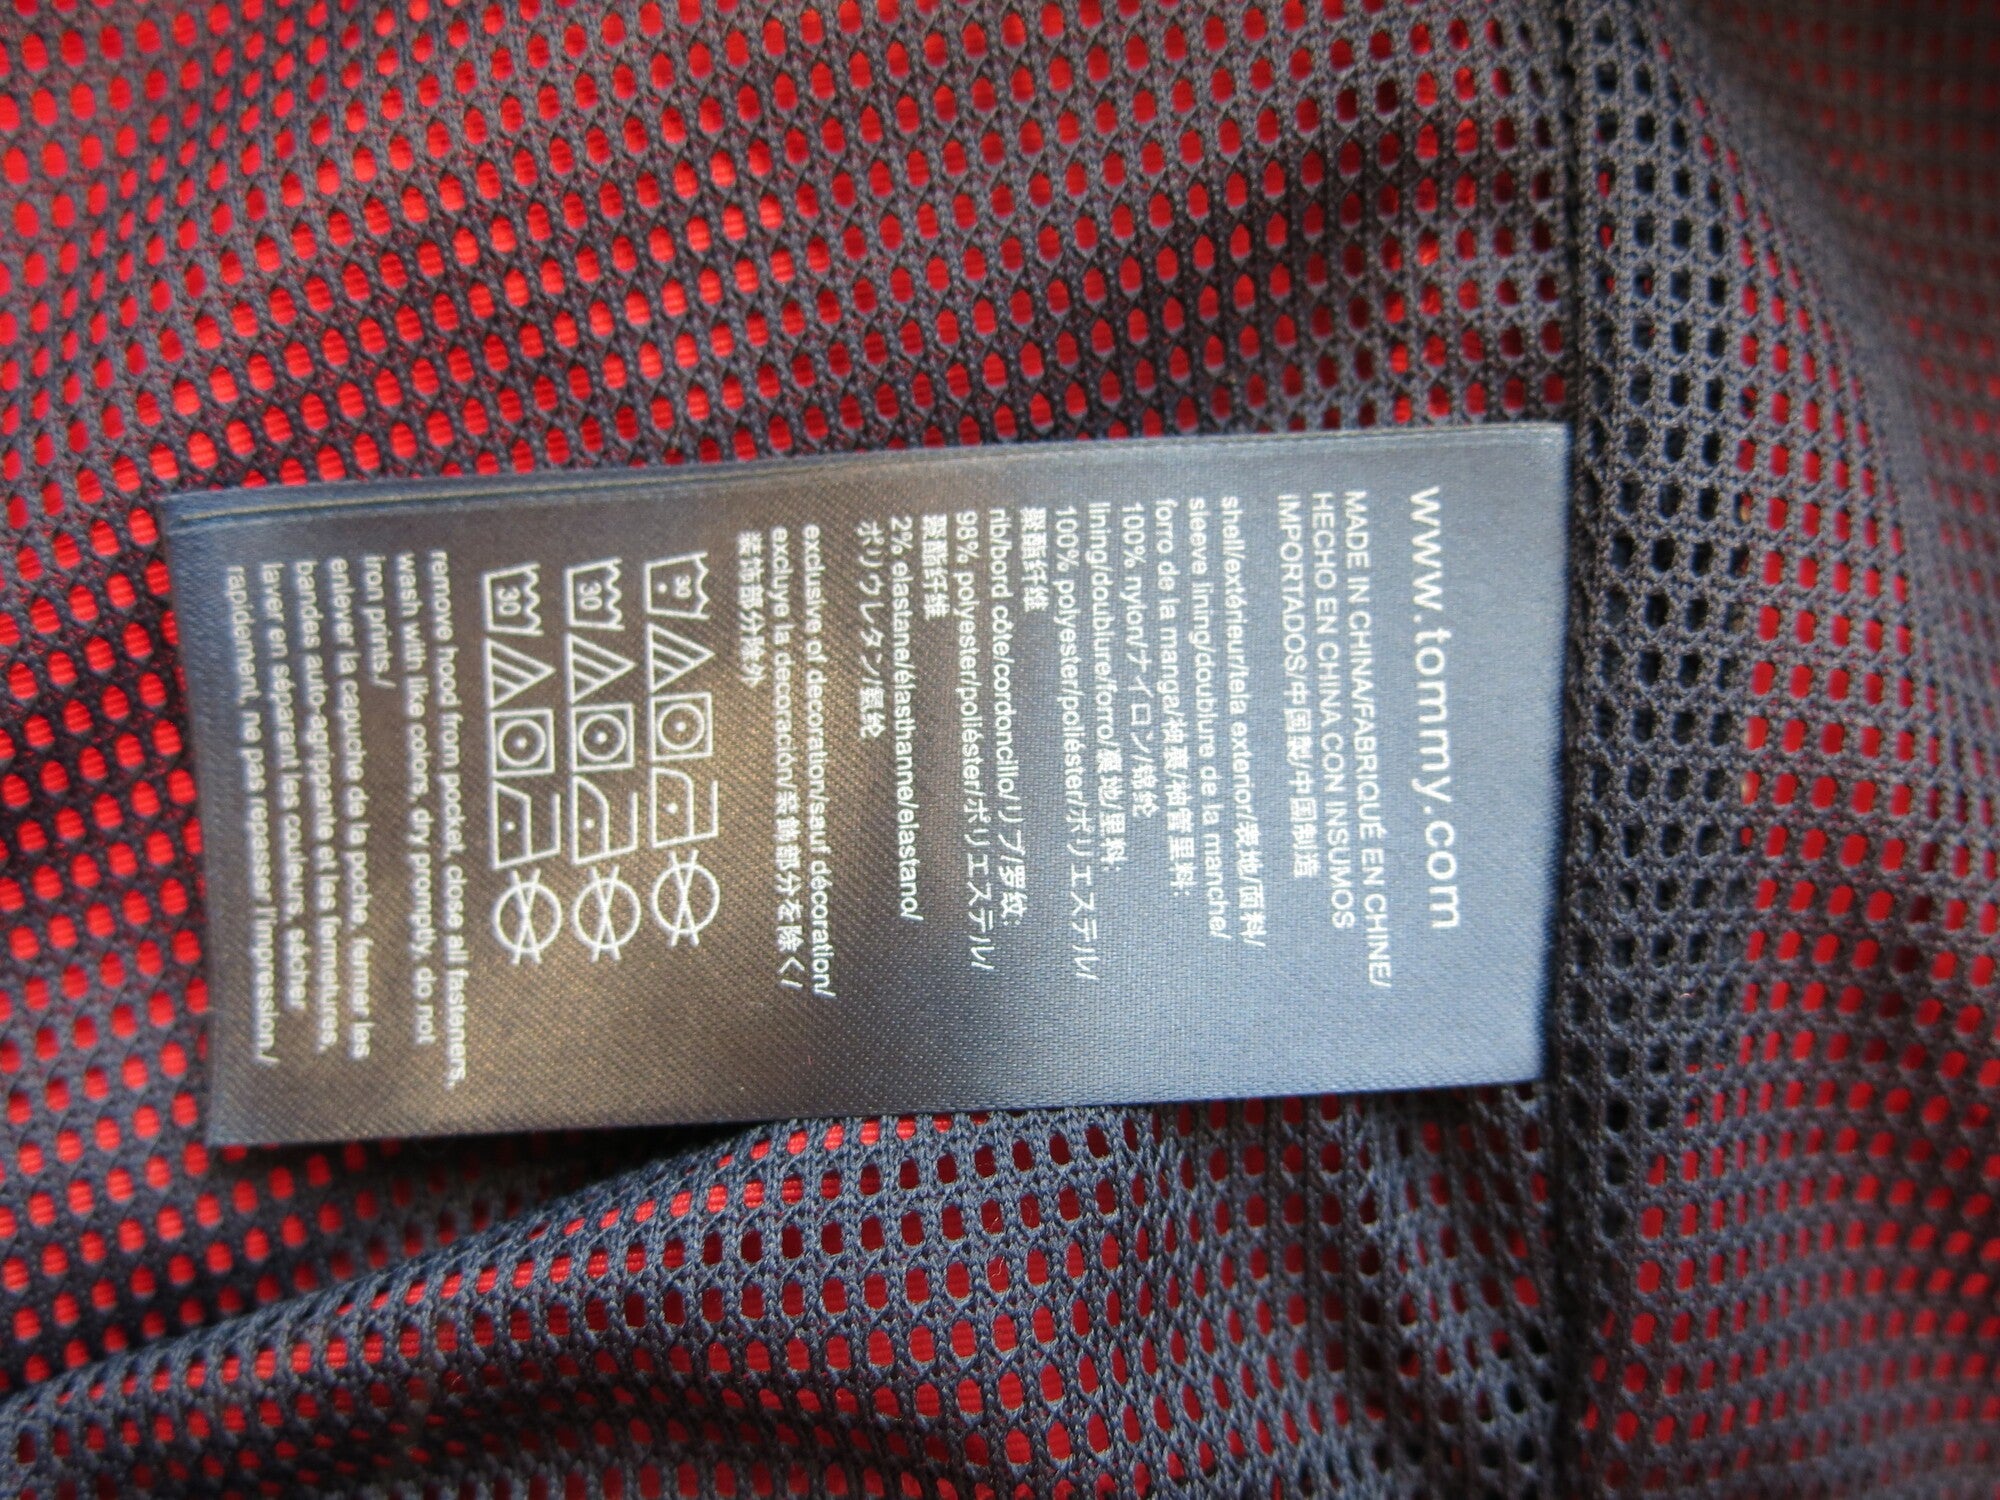 www.tommy.com
MADE IN CHINA/FABRIQUÉ EN CHINE/
HECHO EN CHINA CON INSUMOS
IMPORTADOS/中国製/中国制造
shell/extérieur/tela exterior/表地/面料/
sleeve lining/doublure de la manche/
forro de la manga/袖裏/袖管里料:
100% nylon/ナイロン/锦纶
lining/doublure/forro/裏地/里料:
100% polyester/poliéster/ポリエステル/
聚酯纤维
rib/bord côte/cordoncillo/リブ/罗纹:
98% polyester/poliéster/ポリエステル/
聚酯纤维
2% elastane/élasthanne/elastano/
ポリウレタン/氨纶
exclusive of decoration/sauf décoration/
excluye la decoración/装飾部分を除く/
装饰部分除外
30
30
30
remove hood from pocket, close all fasteners,
wash with like colors, dry promptly, do not
iron prints./
enlever la capuche de la poche, fermer les
bandes auto-agrippante et les fermetures,
laver en séparant les couleurs, sécher
rapidement, ne pas repasser l'impression./